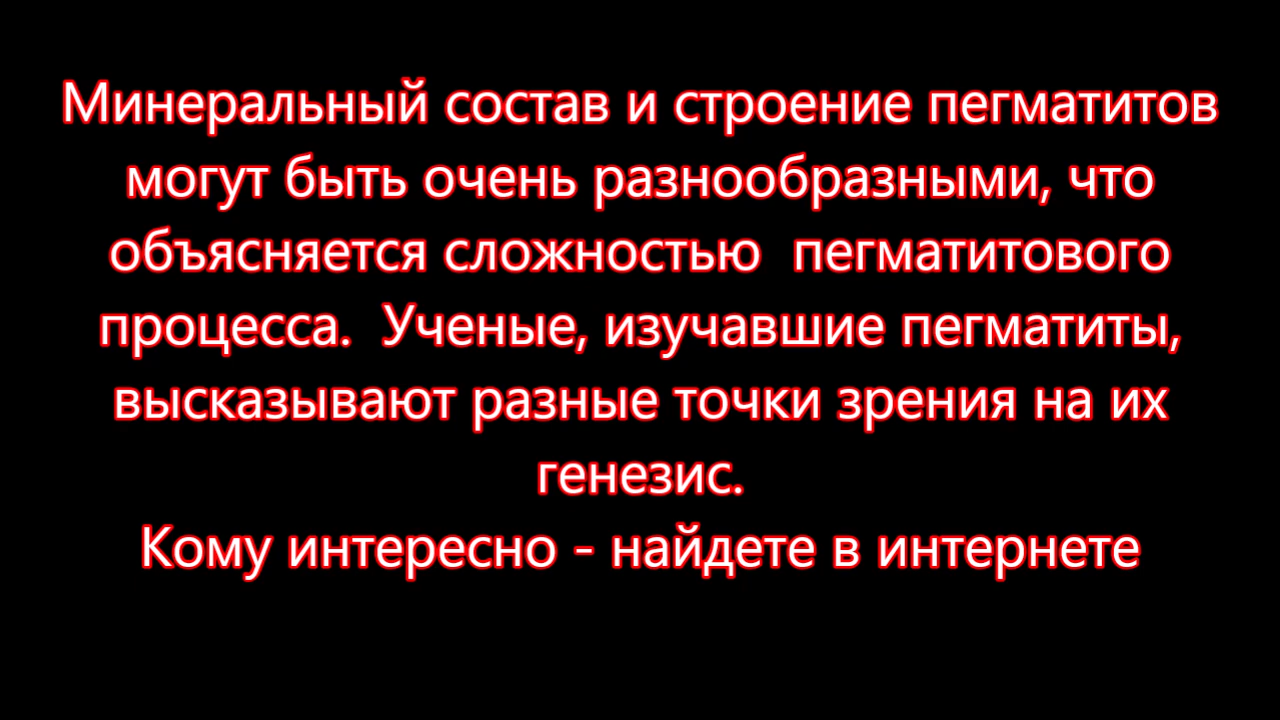 Минеральный состав и строение пегматитов
могут быть очень разнообразными, что
объясняется сложностью  пегматитового
процесса.  Ученые, изучавшие пегматиты,
высказывают разные точки зрения на их
генезис.
Кому интересно - найдете в интернете